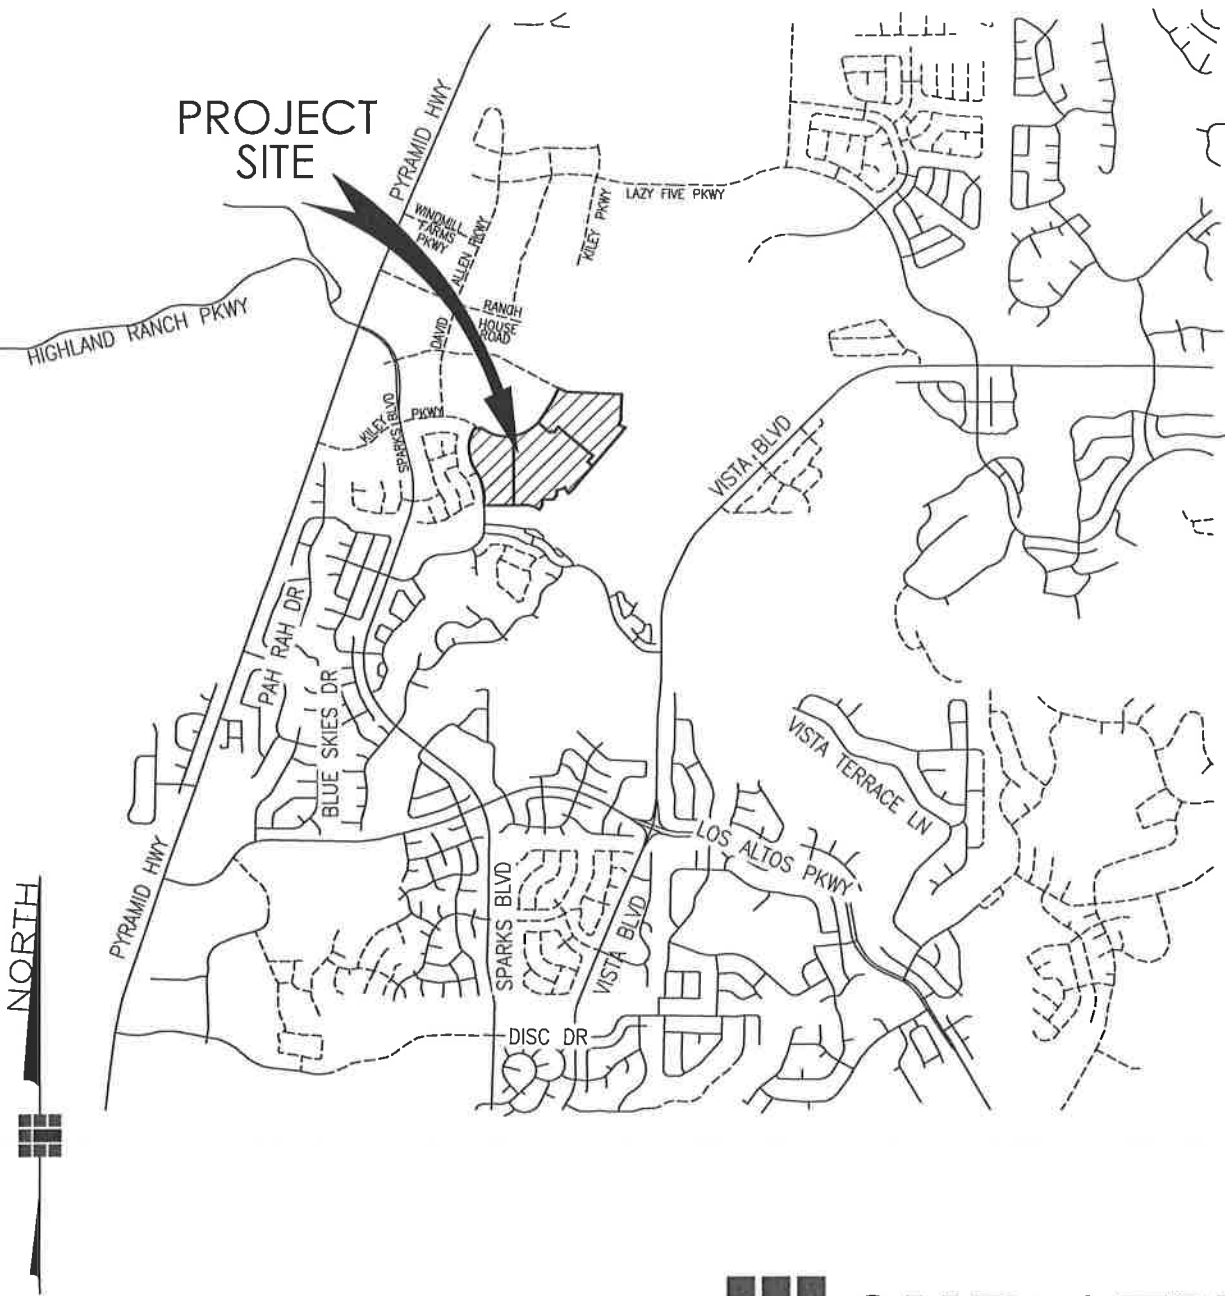 PROJECT
SITE
PYRAMID HWY
WINDMILL
FARMS
PKWY
DAVID ALLEN PKWY
KILEY PKWY
LAZY FIVE PKWY
RANCH
HOUSE
ROAD
HIGHLAND RANCH PKWY
KILEY PKWY
SPARKS BLVD
VISTA BLVD
PAH RAH DR
BLUE SKIES DR
VISTA TERRACE LN
LOS ALTOS PKWY
PYRAMID HWY
SPARKS BLVD
VISTA BLVD
DISC DR
NORTH